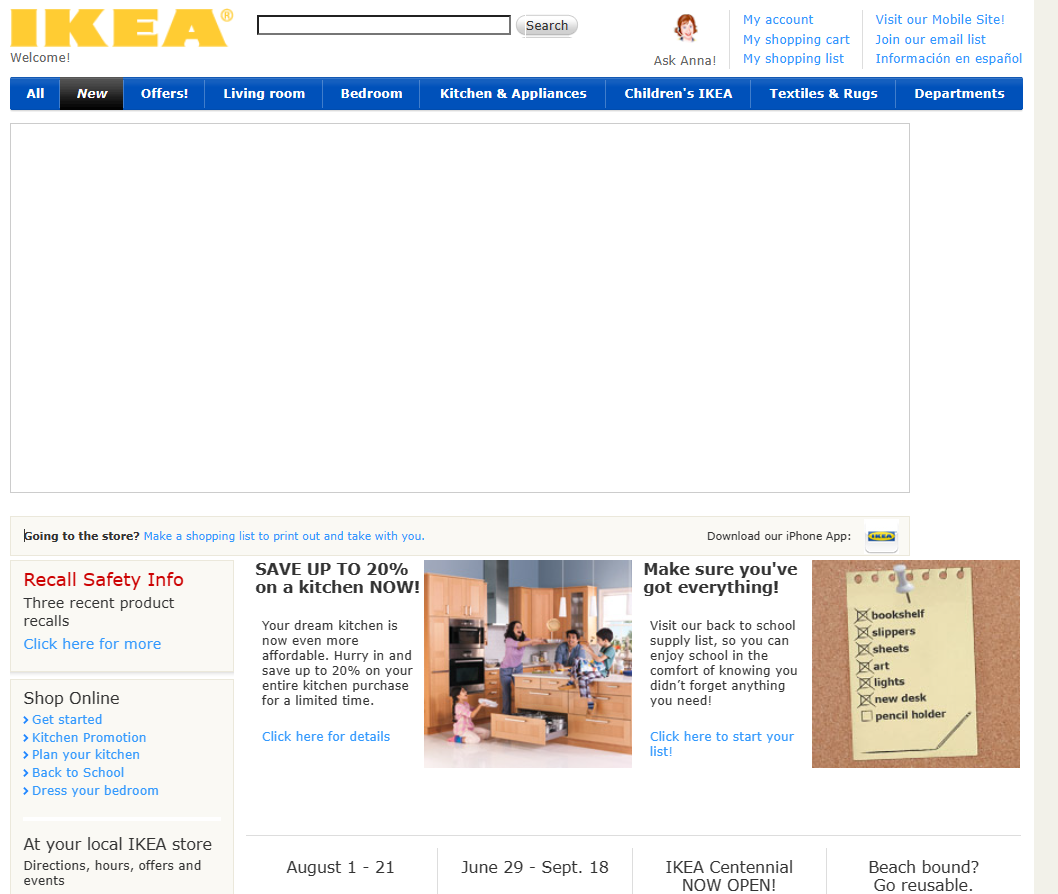 IKEA®
Search
Welcome!
Ask Anna!
My account
My shopping cart
My shopping list
Visit our Mobile Site!
Join our email list
Información en español
All New Offers! Living room Bedroom Kitchen & Appliances Children's IKEA Textiles & Rugs Departments
Going to the store? Make a shopping list to print out and take with you.
Download our iPhone App:
IKEA
Recall Safety Info
Three recent product
recalls
Click here for more
Shop Online
Get started
Kitchen Promotion
Plan your kitchen
Back to School
Dress your bedroom
At your local IKEA store
Directions, hours, offers and
events
SAVE UP TO 20%
on a kitchen NOW!
Your dream kitchen is
now even more
affordable. Hurry in and
save up to 20% on your
entire kitchen purchase
for a limited time.
Click here for details
Make sure you've
got everything!
Visit our back to school
supply list, so you can
enjoy school in the
comfort of knowing you
didn’t forget anything
you need!
Click here to start your
list!
bookshelf
slippers
sheets
art
lights
new desk
pencil holder
August 1 - 21
June 29 - Sept. 18
IKEA Centennial
NOW OPEN!
Beach bound?
Go reusable.